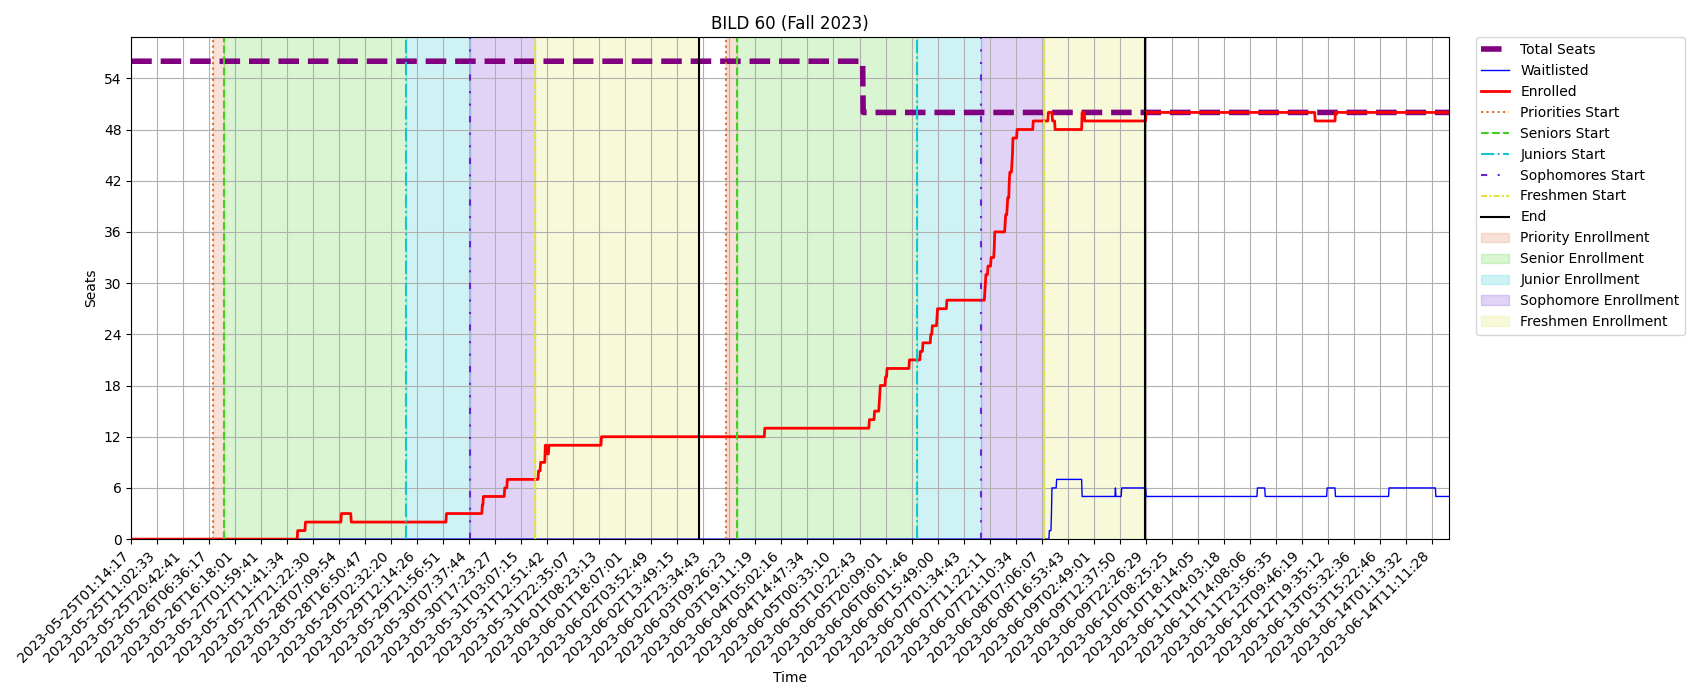 BILD 60 (Fall 2023)
Seats
54
48
42
36
30
24
18
12
6
0
2023-05-25T01:14:17
2023-05-25T11:02:33
2023-05-25T20:42:41
2023-05-26T06:36:17
2023-05-26T16:18:01
2023-05-27T01:59:41
2023-05-27T11:41:34
2023-05-27T21:22:30
2023-05-28T07:09:54
2023-05-28T16:50:47
2023-05-29T02:32:20
2023-05-29T12:14:26
2023-05-29T21:56:51
2023-05-30T07:37:44
2023-05-30T17:23:27
2023-05-31T03:07:15
2023-05-31T12:51:42
2023-05-31T22:35:07
2023-06-01T08:23:13
2023-06-01T18:07:01
2023-06-02T03:52:49
2023-06-02T13:49:15
2023-06-02T23:34:43
2023-06-03T09:26:23
2023-06-03T19:11:19
2023-06-04T05:02:16
2023-06-04T14:47:34
2023-06-05T00:33:10
2023-06-05T10:22:43
2023-06-05T20:09:01
2023-06-06T06:01:46
2023-06-06T15:49:00
2023-06-07T01:34:43
2023-06-07T11:22:11
2023-06-07T21:10:34
2023-06-08T07:06:07
2023-06-08T16:53:43
2023-06-09T02:49:01
2023-06-09T12:37:50
2023-06-09T22:26:29
2023-06-10T08:25:25
2023-06-10T18:14:05
2023-06-11T04:03:18
2023-06-11T14:08:06
2023-06-11T23:56:35
2023-06-12T09:46:19
2023-06-12T19:35:12
2023-06-13T05:32:36
2023-06-13T15:22:46
2023-06-14T01:13:32
2023-06-14T11:11:28
Time
Total Seats
Waitlisted
Enrolled
Priorities Start
Seniors Start
Juniors Start
Sophomores Start
Freshmen Start
End
Priority Enrollment
Senior Enrollment
Junior Enrollment
Sophomore Enrollment
Freshmen Enrollment